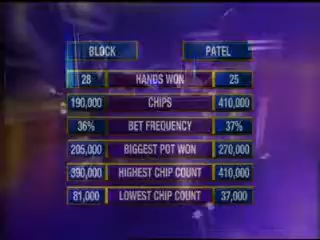 BLOCK PATEL
28 HANDS WON 25
190,000 CHIPS 410,000
36% BET FREQUENCY 37%
205,000 BIGGEST POT WON 270,000
390,000 HIGHEST CHIP COUNT 410,000
81,000 LOWEST CHIP COUNT 37,000